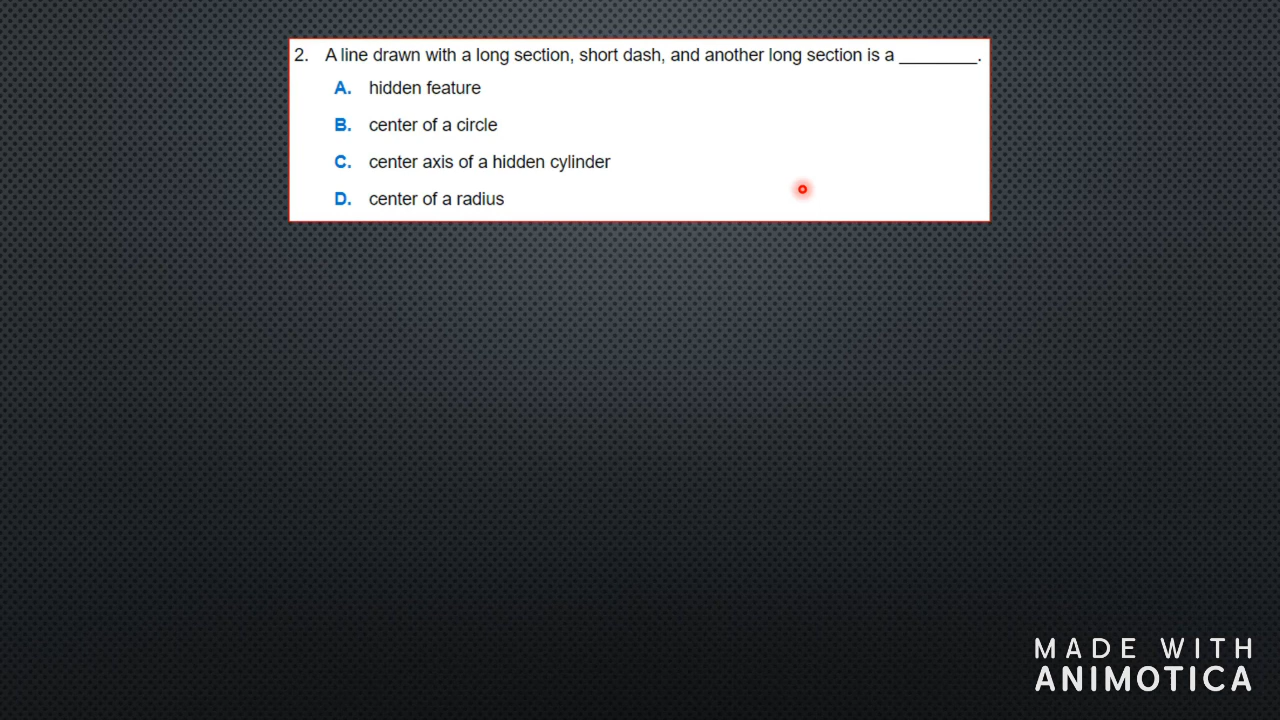 2. A line drawn with a long section, short dash, and another long section is a ________.
A. hidden feature
B. center of a circle
C. center axis of a hidden cylinder
D. center of a radius
MADE WITH
ANIMOTICA